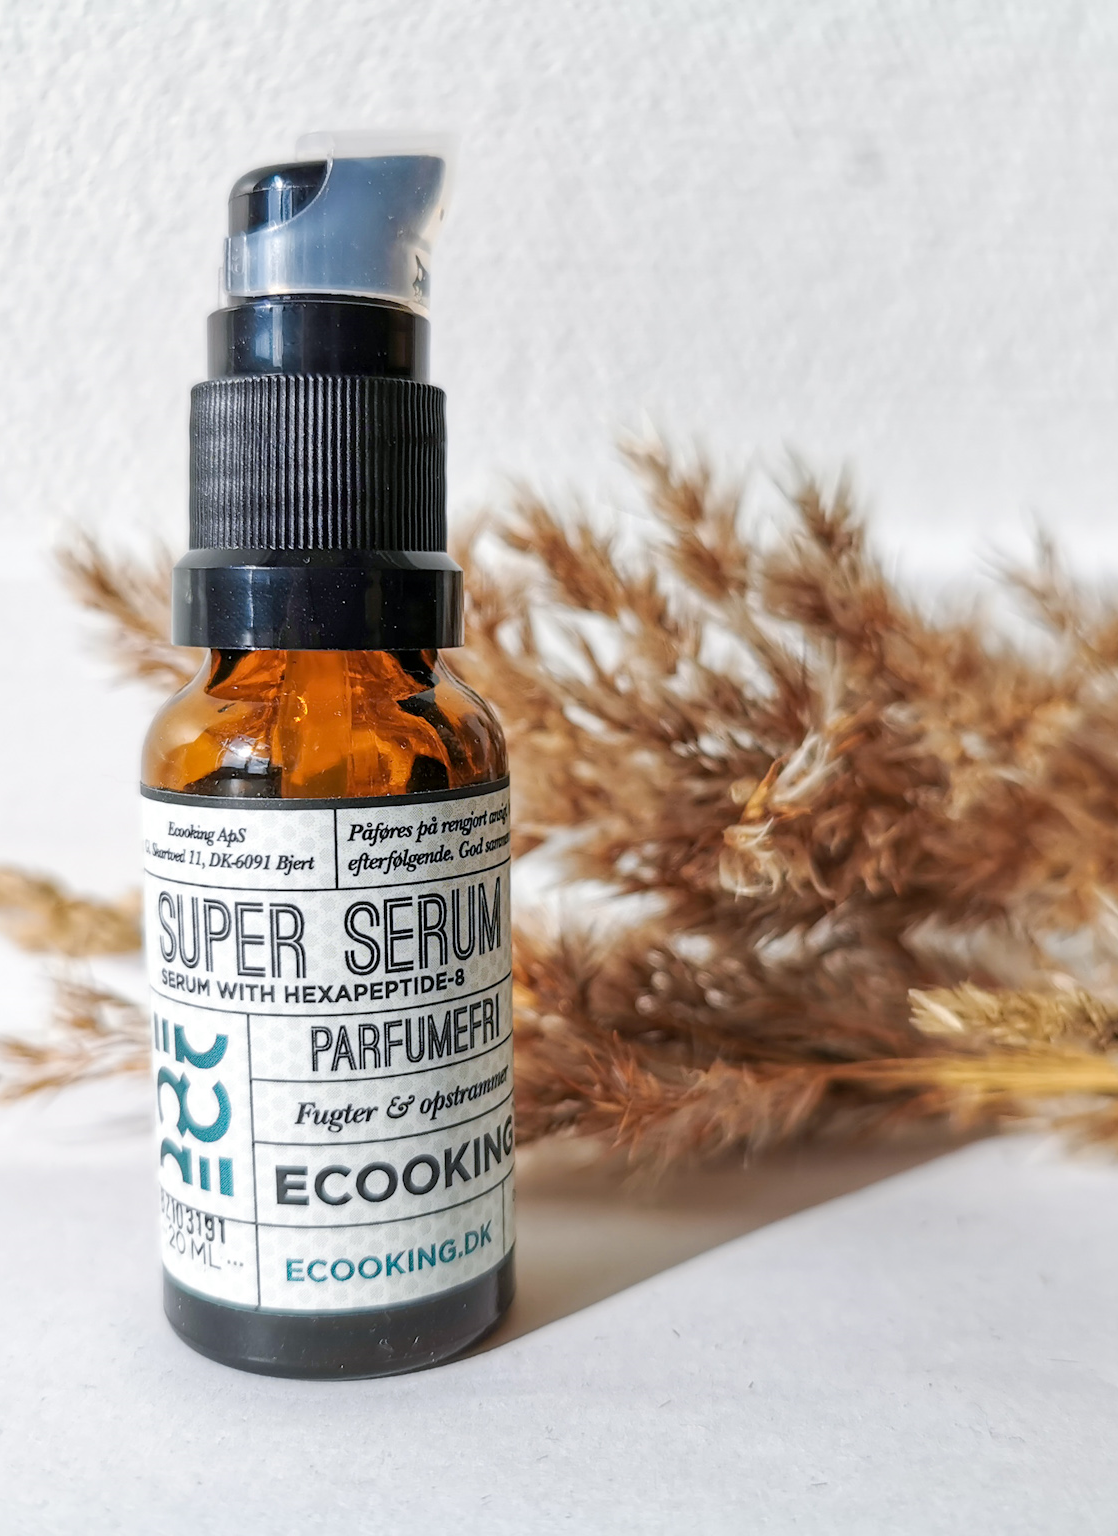 Ecooking ApS
11, DK-6091 Bjert
Påføres på rengjort
efterfølgende. God
SUPER SERUM
SERUM WITH HEXAPEPTIDE-8
PARFUMEFRI
Fugter & opstrammer
ECOOKING
ECOOKING.DK
20 ML